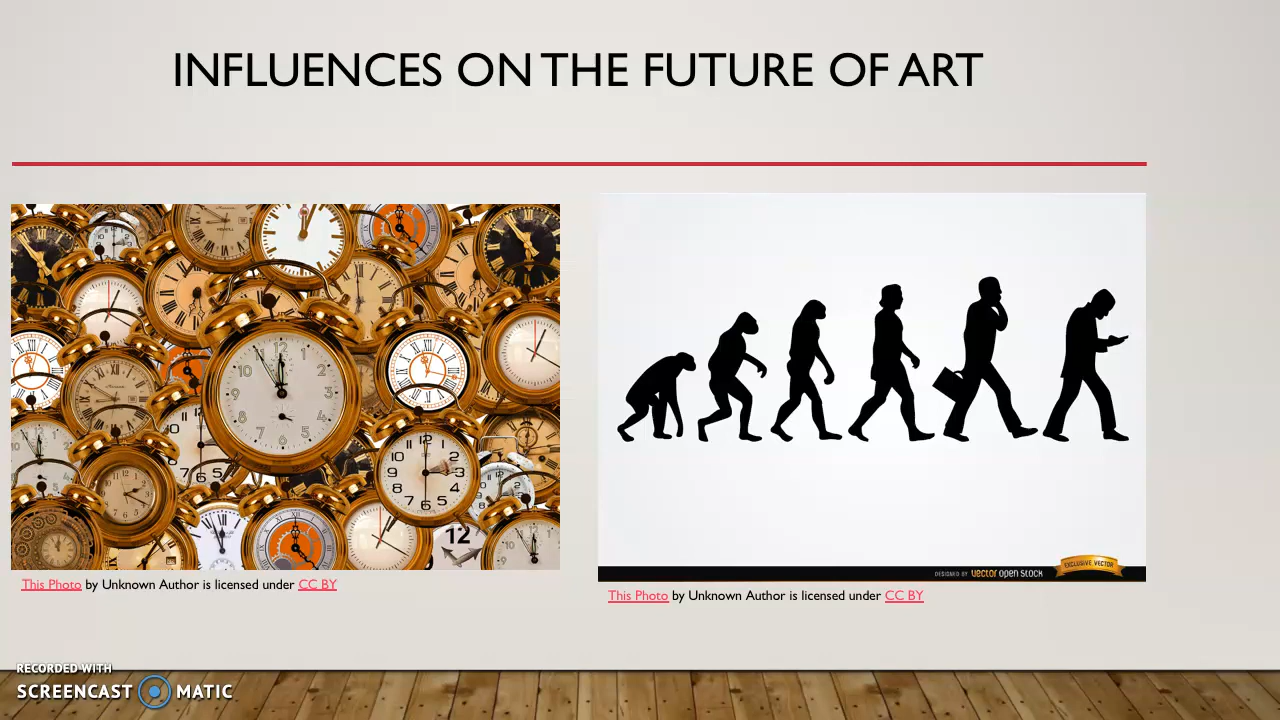 INFLUENCES ON THE FUTURE OF ART
This Photo by Unknown Author is licensed under CC BY
DESIGNED BY VECTOR OPEN STOCK
EXCLUSIVE VECTOR
This Photo by Unknown Author is licensed under CC BY
RECORDED WITH
SCREENCAST MATIC